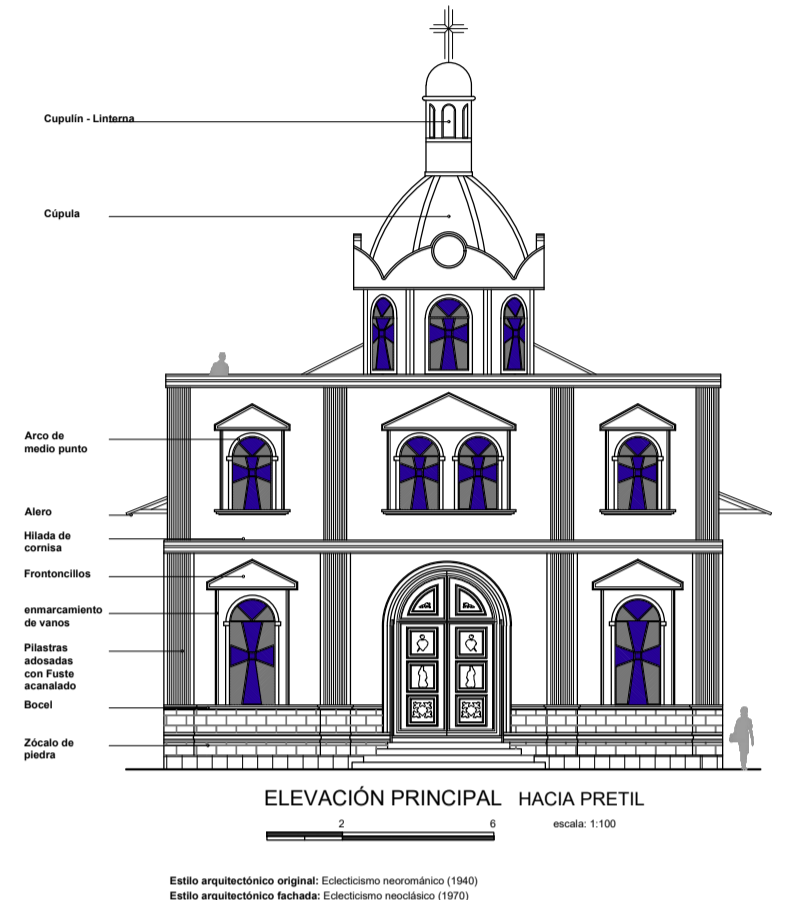 Cupulín - Linterna
Cúpula
Arco de
medio punto
Alero
Hilada de
cornisa
Frontoncillos
enmarcamiento
de vanos
Pilastras
adosadas
con Fuste
acanalado
Bocel
Zócalo de
piedra
ELEVACIÓN PRINCIPAL HACIA PRETIL
2 6 escala: 1:100
Estilo arquitectónico original: Eclecticismo neorománico (1940)
Estilo arquitectónico fachada: Eclecticismo neoclásico (1970)